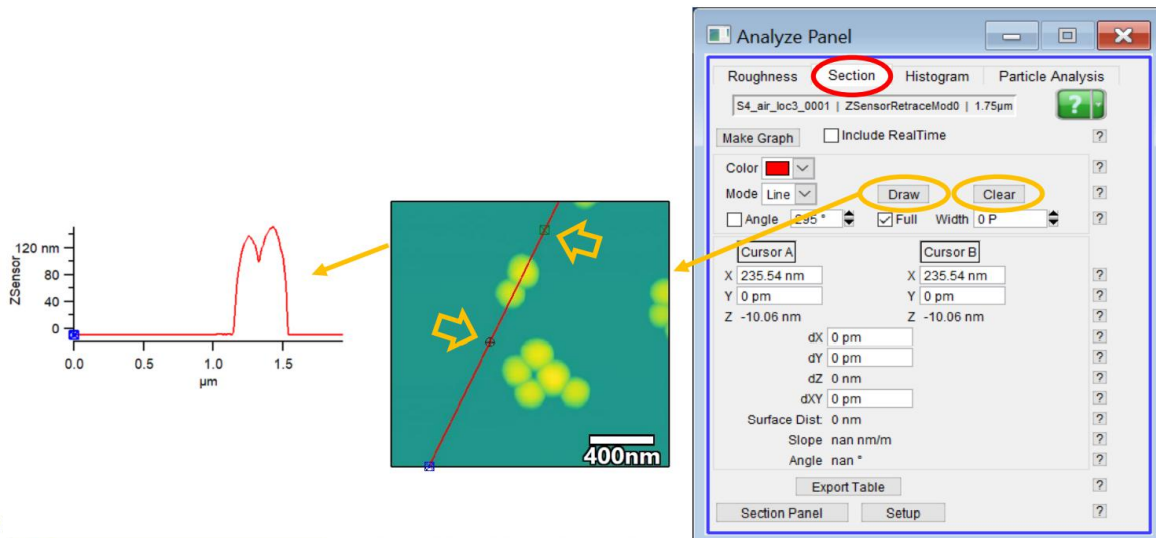 Analyze Panel
Roughness Section Histogram Particle Analysis
S4_air_loc3_0001 | ZSensorRetraceMod0 | 1.75µm ?
Make Graph Include RealTime ?
Color ?
Mode Line Draw Clear ?
Angle 295 ° Full Width 0 P ?
Cursor A Cursor B
X 235.54 nm X 235.54 nm ?
Y 0 pm Y 0 pm ?
Z -10.06 nm Z -10.06 nm ?
dX 0 pm ?
dY 0 pm ?
dZ 0 nm ?
dXY 0 pm ?
Surface Dist: 0 nm ?
Slope nan nm/m ?
Angle nan ° ?
Export Table ?
Section Panel Setup ?
ZSensor
120 nm
80
40
0
0.0 0.5 1.0 1.5
µm
400nm